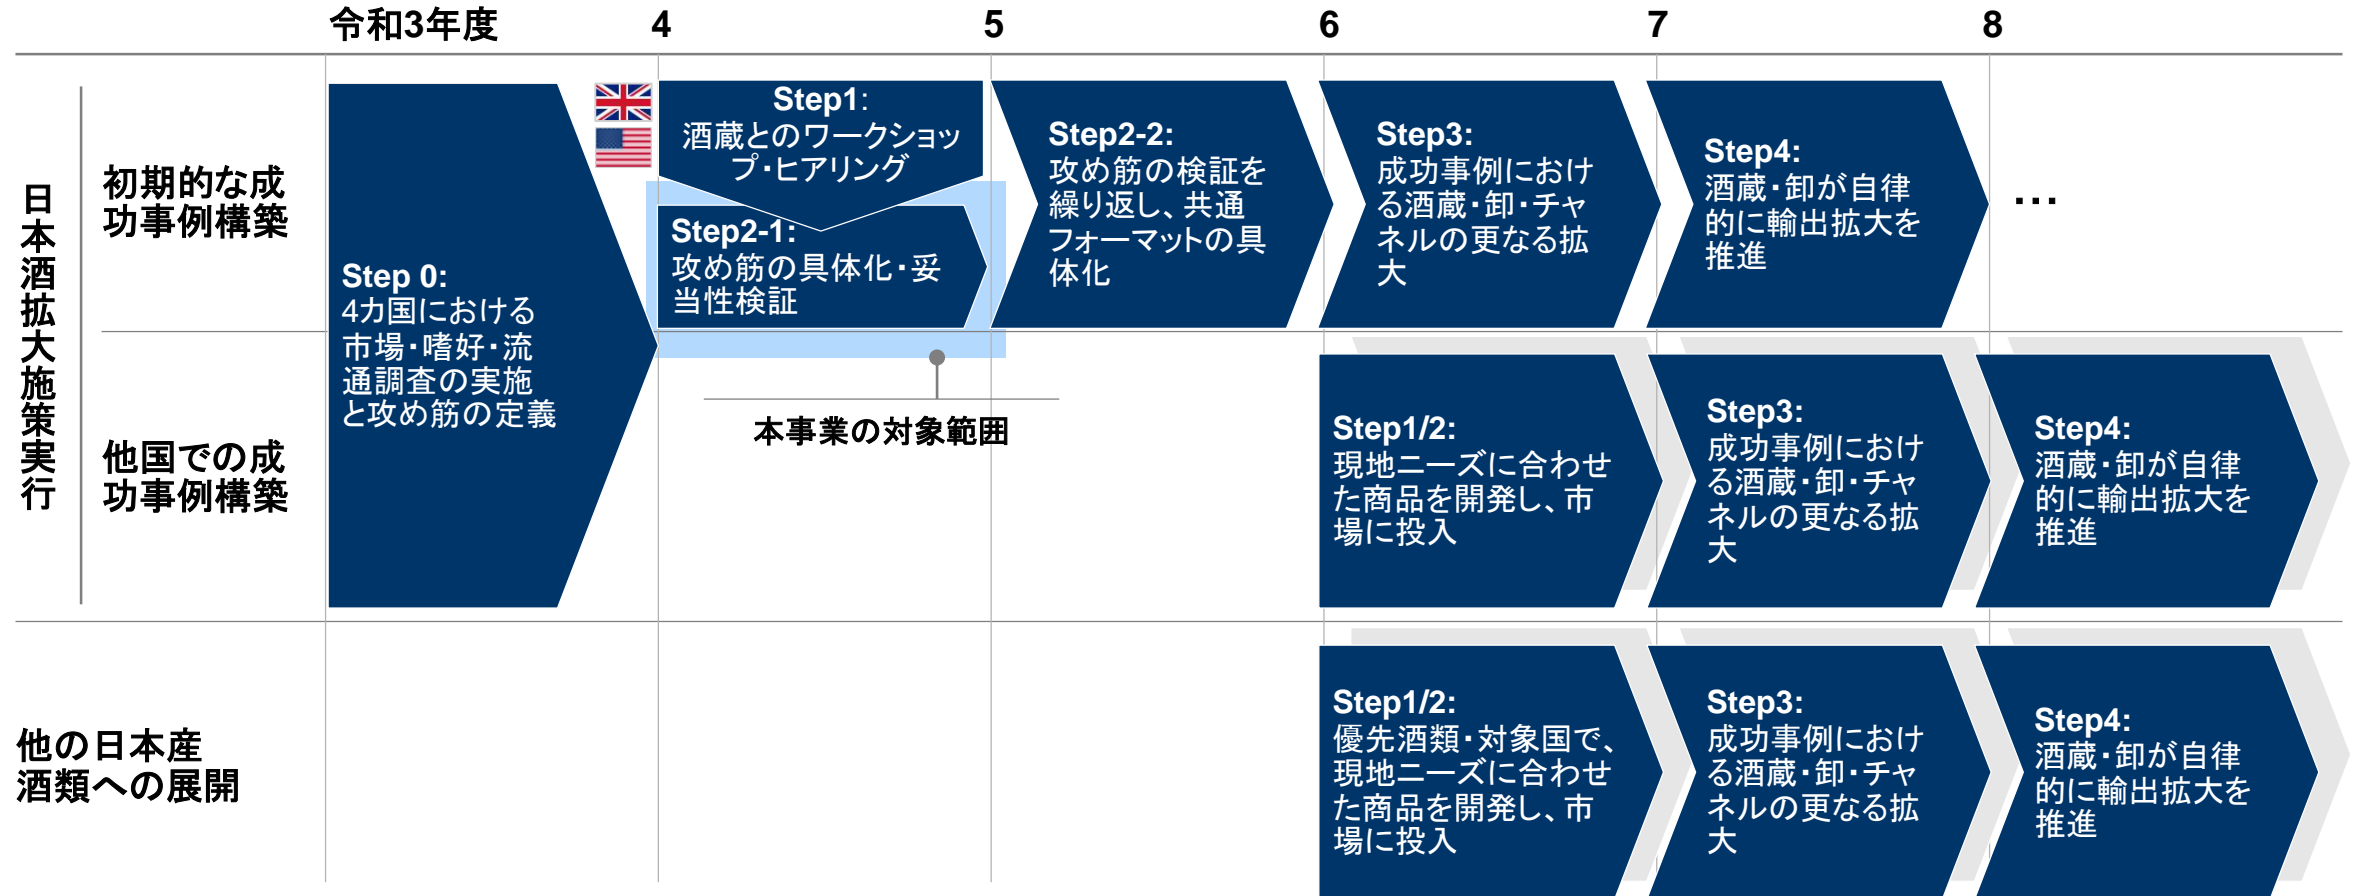 令和3年度
4
5
6
7
8
日本酒拡大施策実行
初期的な成
功事例構築
他国での成
功事例構築
Step 0:
4カ国における
市場・嗜好・流
通調査の実施
と攻め筋の定義
Step1:
酒蔵とのワークショッ
プ・ヒアリング
Step2-1:
攻め筋の具体化・妥
当性検証
本事業の対象範囲
Step2-2:
攻め筋の検証を
繰り返し、共通
フォーマットの具
体化
Step3:
成功事例におけ
る酒蔵・卸・チャ
ネルの更なる拡
大
Step4:
酒蔵・卸が自律
的に輸出拡大を
推進
…
Step1/2:
現地ニーズに合わせ
た商品を開発し、市
場に投入
Step3:
成功事例におけ
る酒蔵・卸・チャ
ネルの更なる拡
大
Step4:
酒蔵・卸が自律
的に輸出拡大を
推進
他の日本産
酒類への展開
Step1/2:
優先酒類・対象国で、
現地ニーズに合わせ
た商品を開発し、市
場に投入
Step3:
成功事例におけ
る酒蔵・卸・チャ
ネルの更なる拡
大
Step4:
酒蔵・卸が自律
的に輸出拡大を
推進